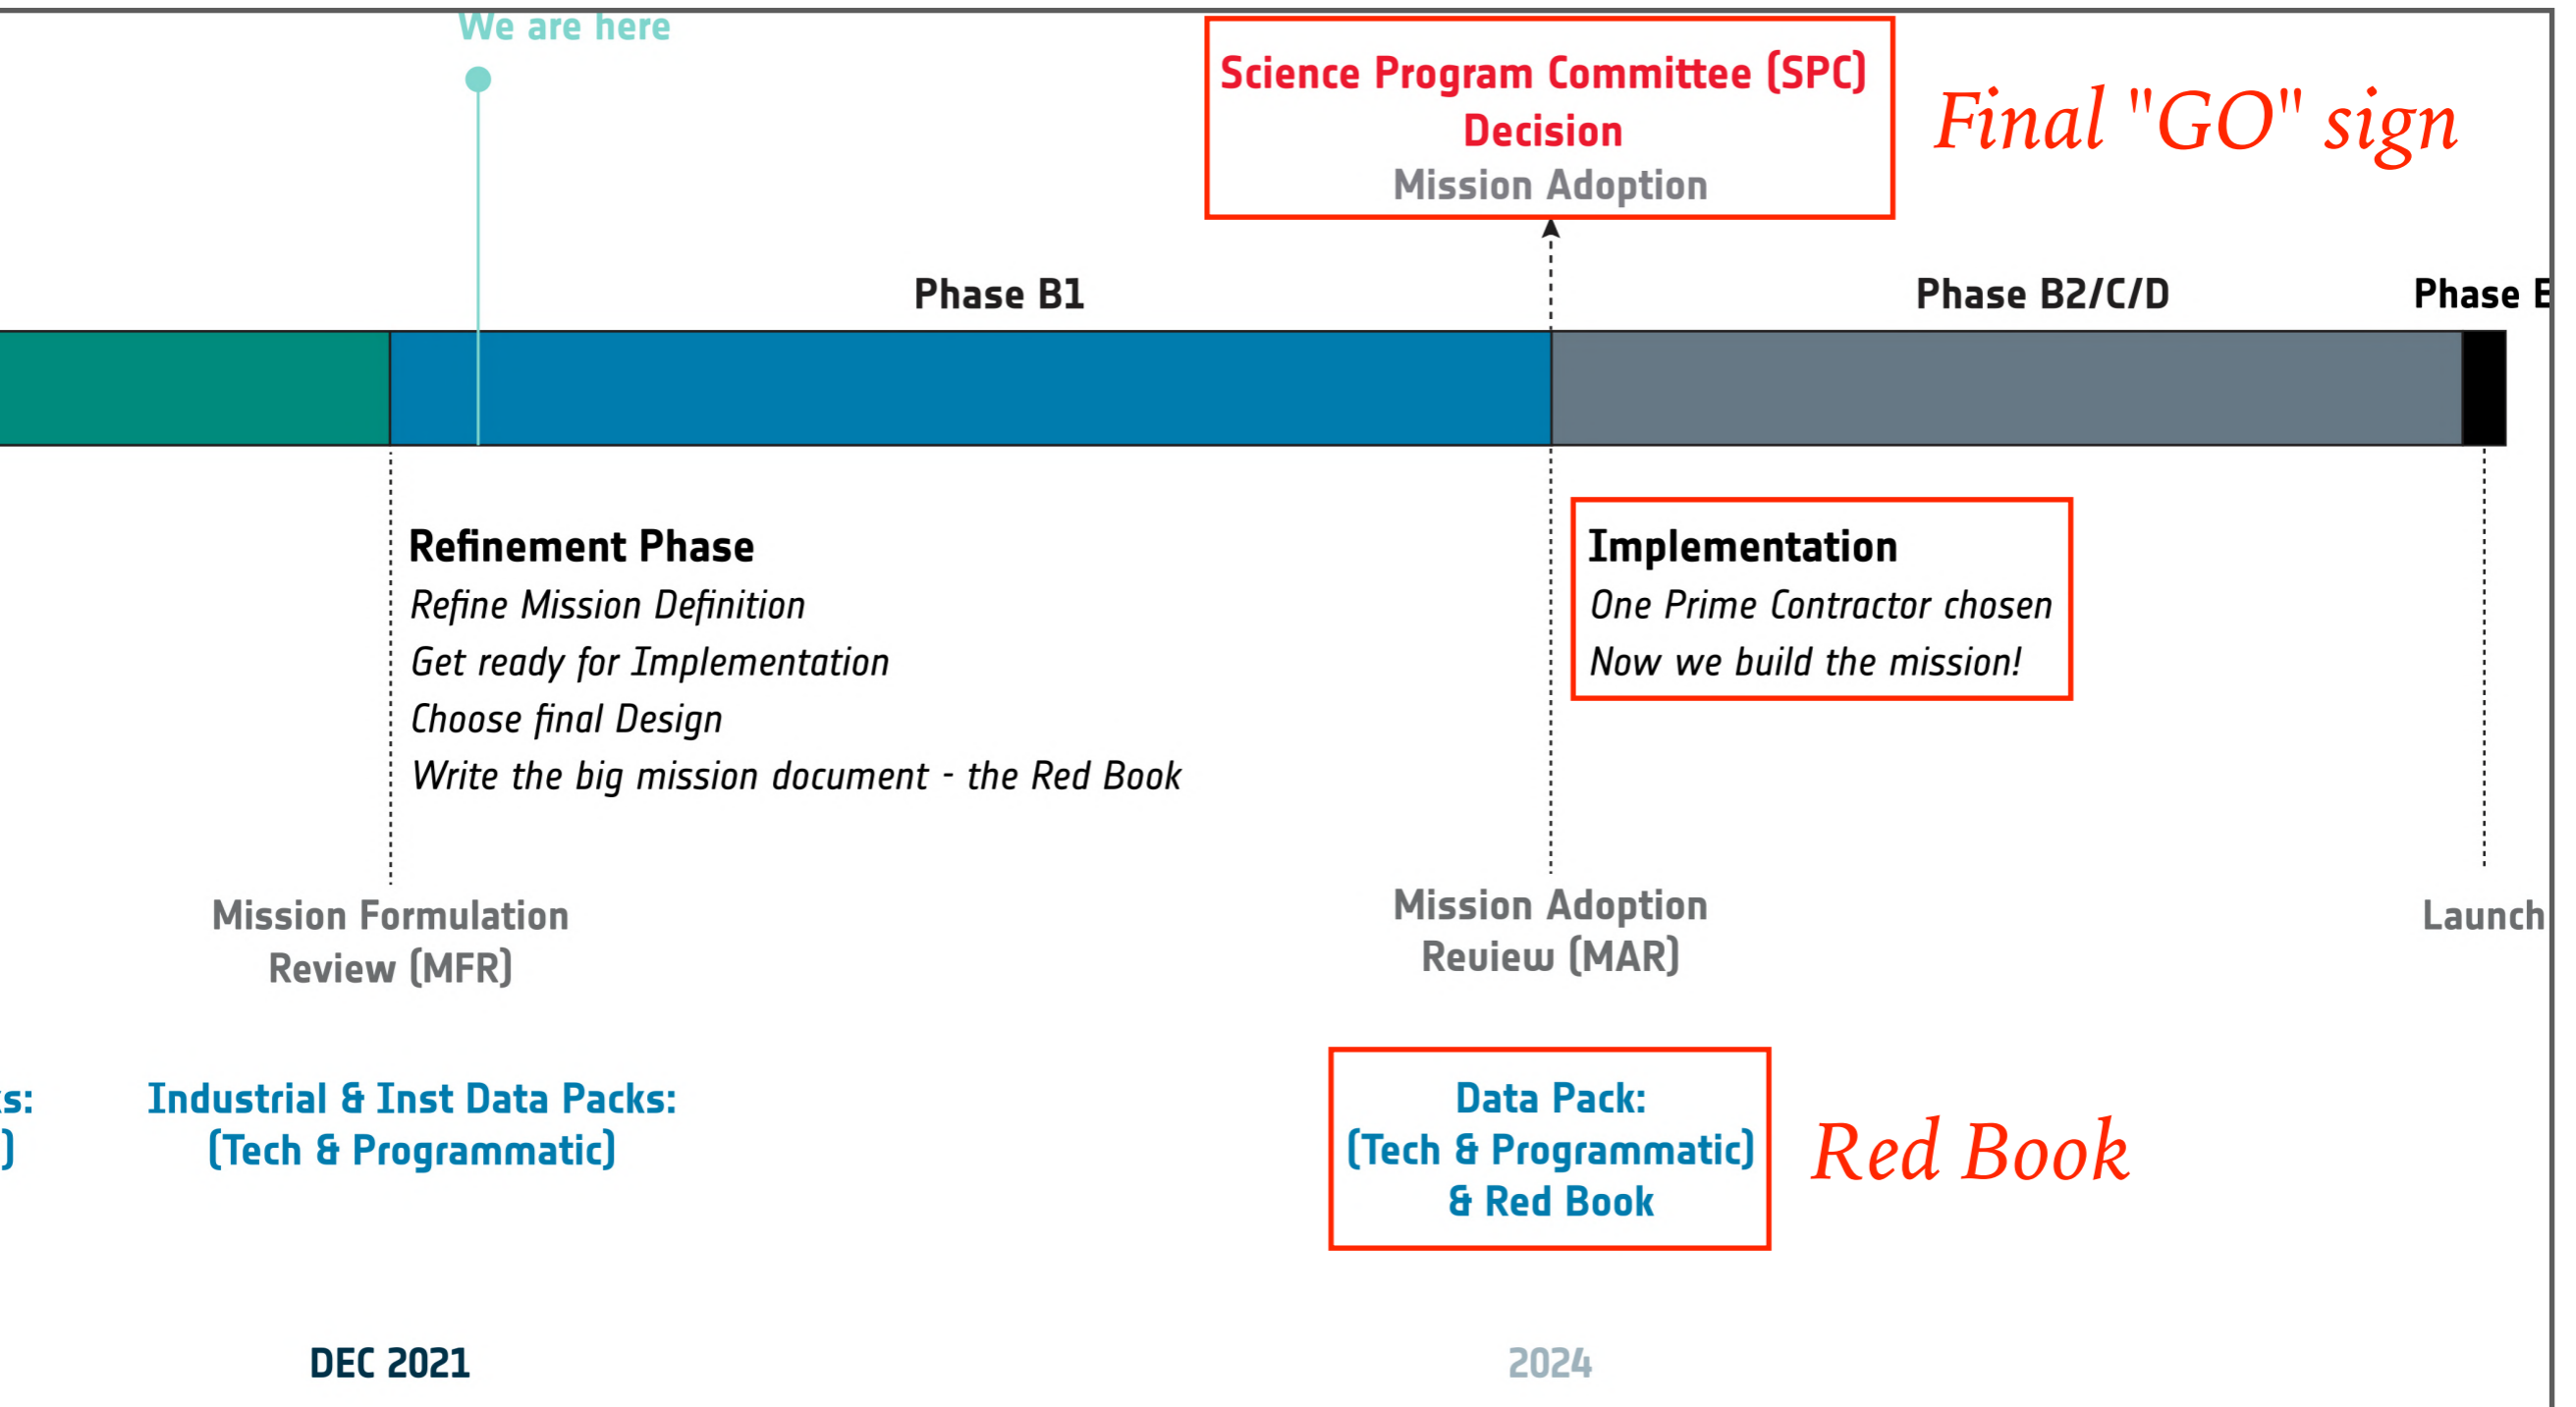 We are here
Science Program Committee (SPC)
Decision
Mission Adoption
Final "GO" sign
Phase B1
Phase B2/C/D
Phase E
Refinement Phase
Refine Mission Definition
Get ready for Implementation
Choose final Design
Write the big mission document - the Red Book
Implementation
One Prime Contractor chosen
Now we build the mission!
Mission Formulation
Review (MFR)
Mission Adoption
Review (MAR)
Launch
s:
)
Industrial & Inst Data Packs:
(Tech & Programmatic)
Data Pack:
(Tech & Programmatic)
& Red Book
Red Book
DEC 2021
2024